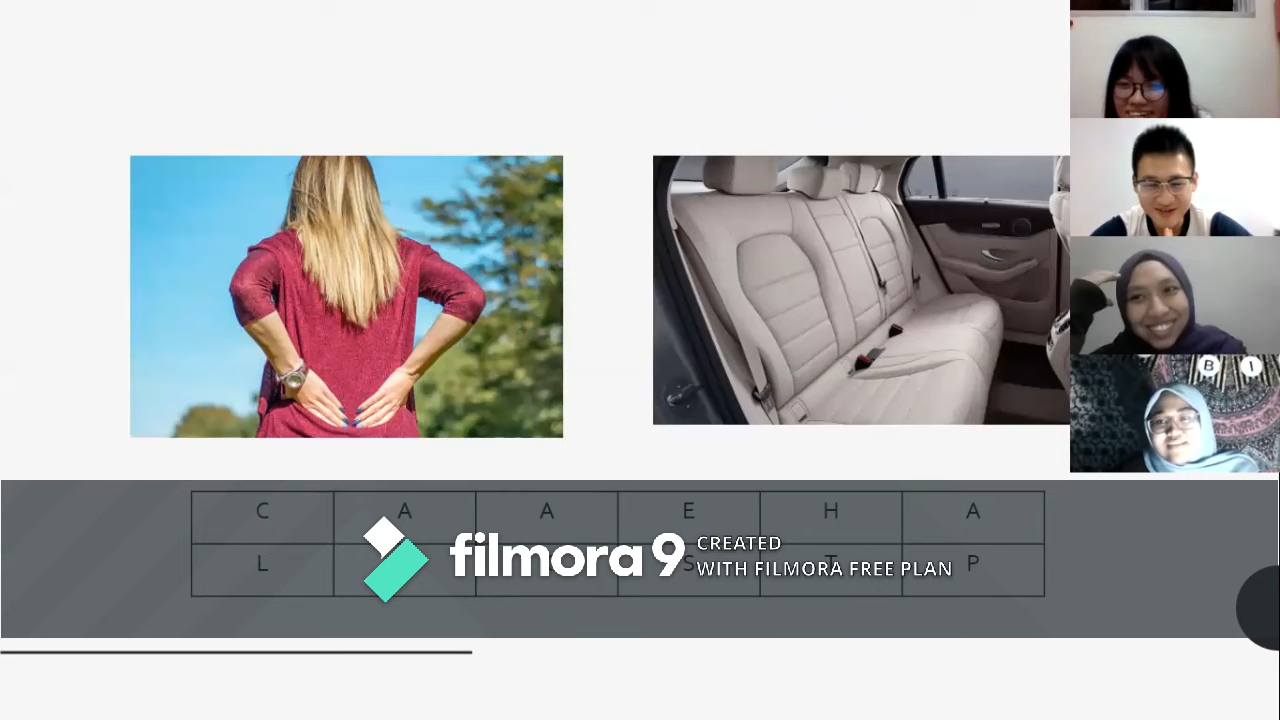 B I
C A A E H A
L S T P
filmora 9 CREATED
WITH FILMORA FREE PLAN